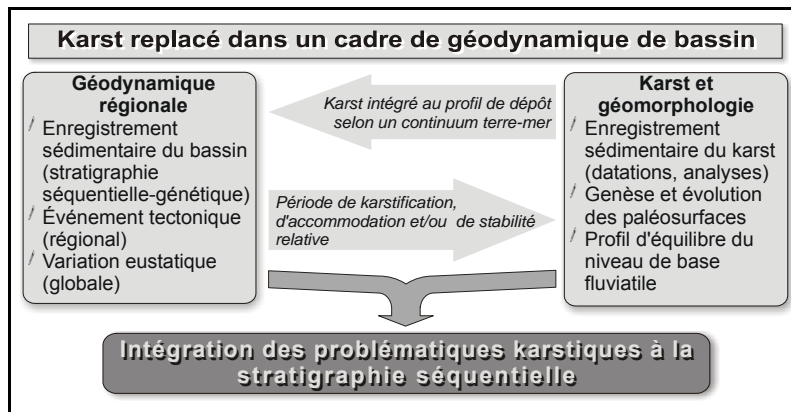 Karst replacé dans un cadre de géodynamique de bassin
Géodynamique
régionale
Enregistrement
sédimentaire du bassin
(stratigraphie
séquentielle-génétique)
Événement tectonique
(régional)
Variation eustatique
(globale)
Karst intégré au profil de dépôt
selon un continuum terre-mer
Période de karstification,
d'accommodation et/ou de stabilité
relative
Karst et
géomorphologie
Enregistrement
sédimentaire du karst
(datations, analyses)
Genèse et évolution
des paléosurfaces
Profil d'équilibre du
niveau de base
fluviatile
Intégration des problématiques karstiques à la
stratigraphie séquentielle